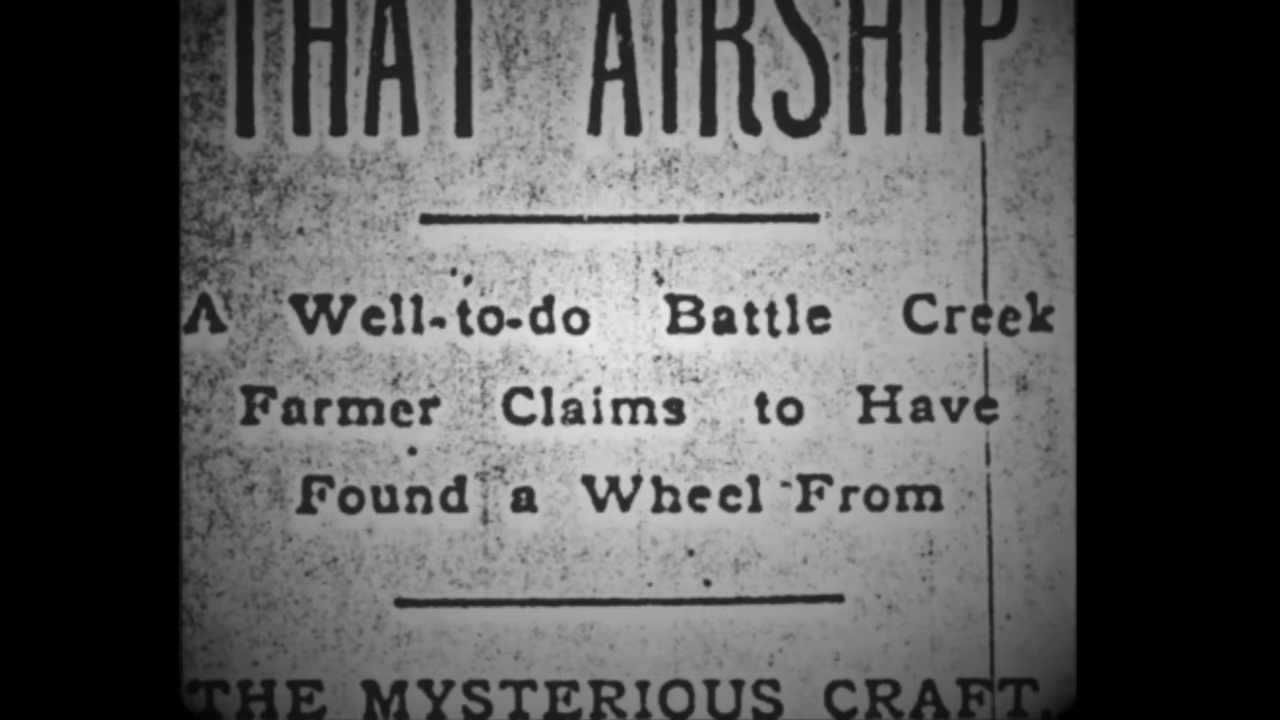 THAT AIRSHIP
A Well-to-do Battle Creek
Farmer Claims to Have
Found a Wheel From
THE MYSTERIOUS CRAFT.